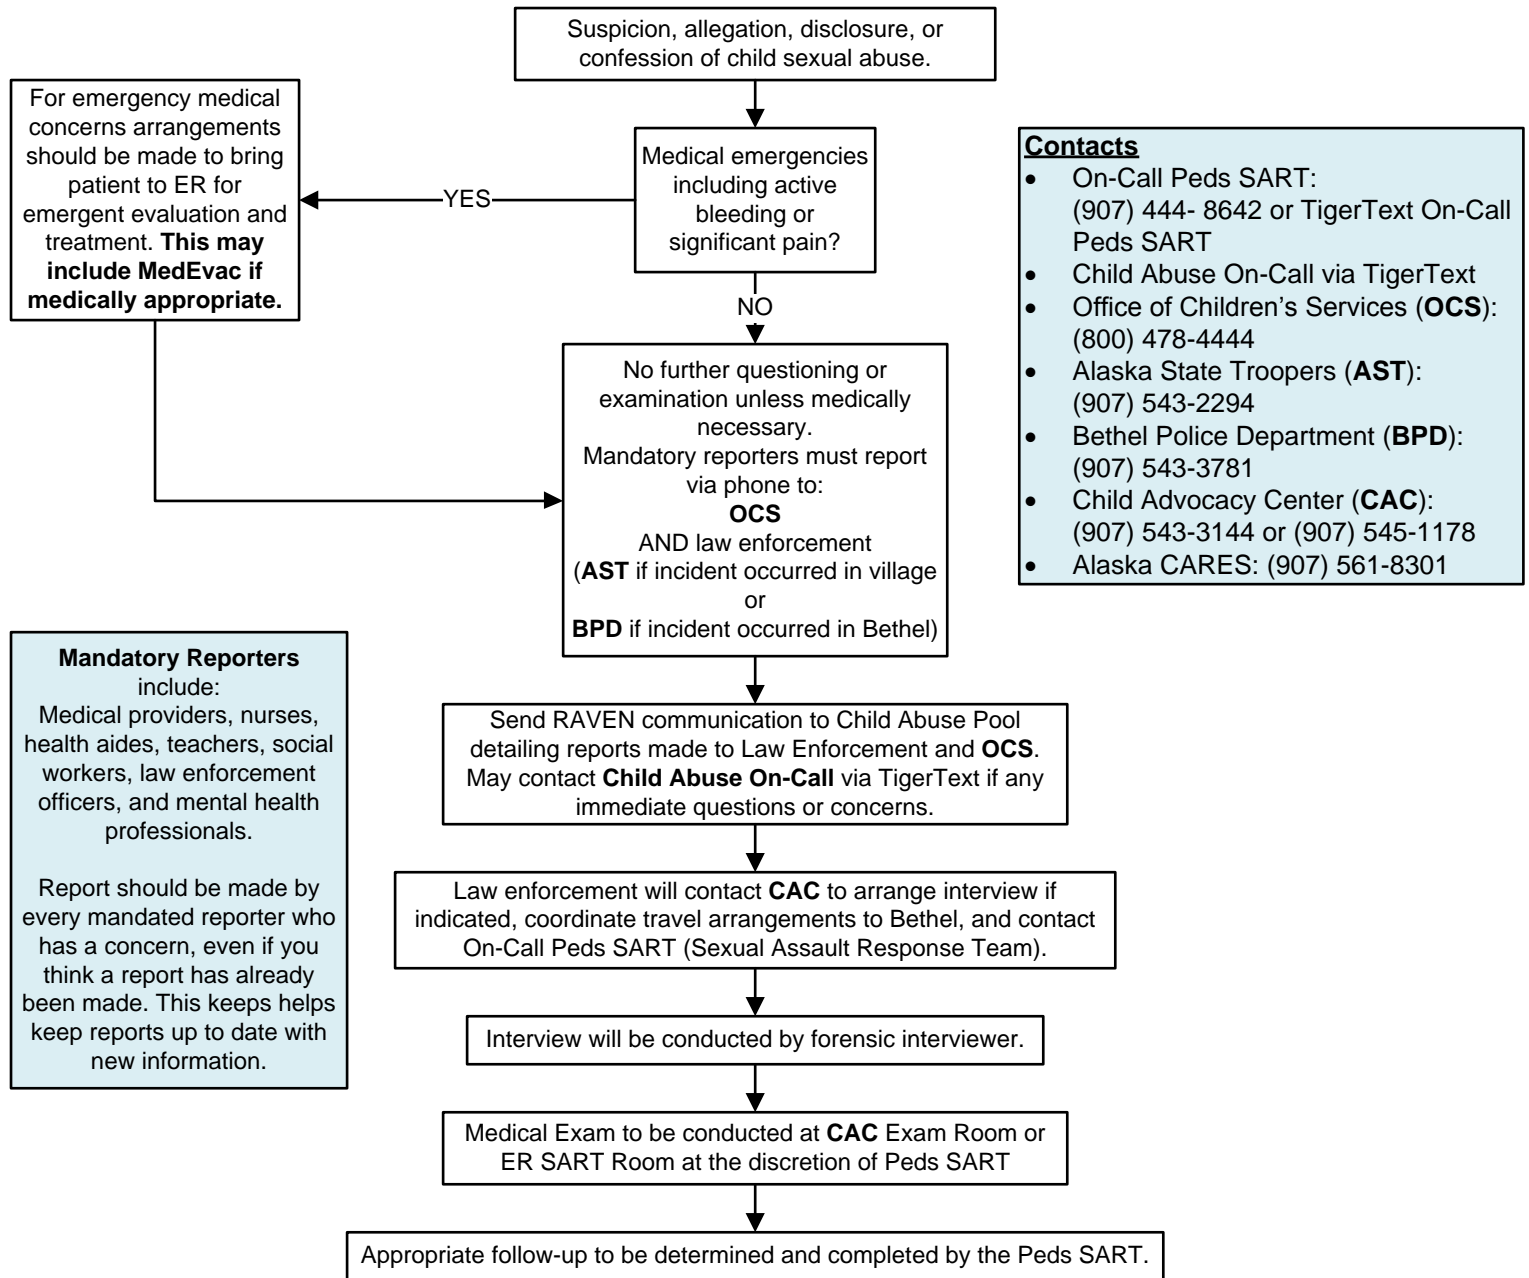 Suspicion, allegation, disclosure, or
confession of child sexual abuse.
For emergency medical
concerns arrangements
should be made to bring
patient to ER for
emergent evaluation and
treatment. This may
include MedEvac if
medically appropriate.
YES
Medical emergencies
including active
bleeding or
significant pain?
NO
Contacts
• On-Call Peds SART:
(907) 444- 8642 or TigerText On-Call
Peds SART
• Child Abuse On-Call via TigerText
• Office of Children’s Services (OCS):
(800) 478-4444
• Alaska State Troopers (AST):
(907) 543-2294
• Bethel Police Department (BPD):
(907) 543-3781
• Child Advocacy Center (CAC):
(907) 543-3144 or (907) 545-1178
• Alaska CARES: (907) 561-8301
No further questioning or
examination unless medically
necessary.
Mandatory reporters must report
via phone to:
OCS
AND law enforcement
(AST if incident occurred in village
or
BPD if incident occurred in Bethel)
Mandatory Reporters
include:
Medical providers, nurses,
health aides, teachers, social
workers, law enforcement
officers, and mental health
professionals.
Report should be made by
every mandated reporter who
has a concern, even if you
think a report has already
been made. This keeps helps
keep reports up to date with
new information.
Send RAVEN communication to Child Abuse Pool
detailing reports made to Law Enforcement and OCS.
May contact Child Abuse On-Call via TigerText if any
immediate questions or concerns.
Law enforcement will contact CAC to arrange interview if
indicated, coordinate travel arrangements to Bethel, and contact
On-Call Peds SART (Sexual Assault Response Team).
Interview will be conducted by forensic interviewer.
Medical Exam to be conducted at CAC Exam Room or
ER SART Room at the discretion of Peds SART
Appropriate follow-up to be determined and completed by the Peds SART.